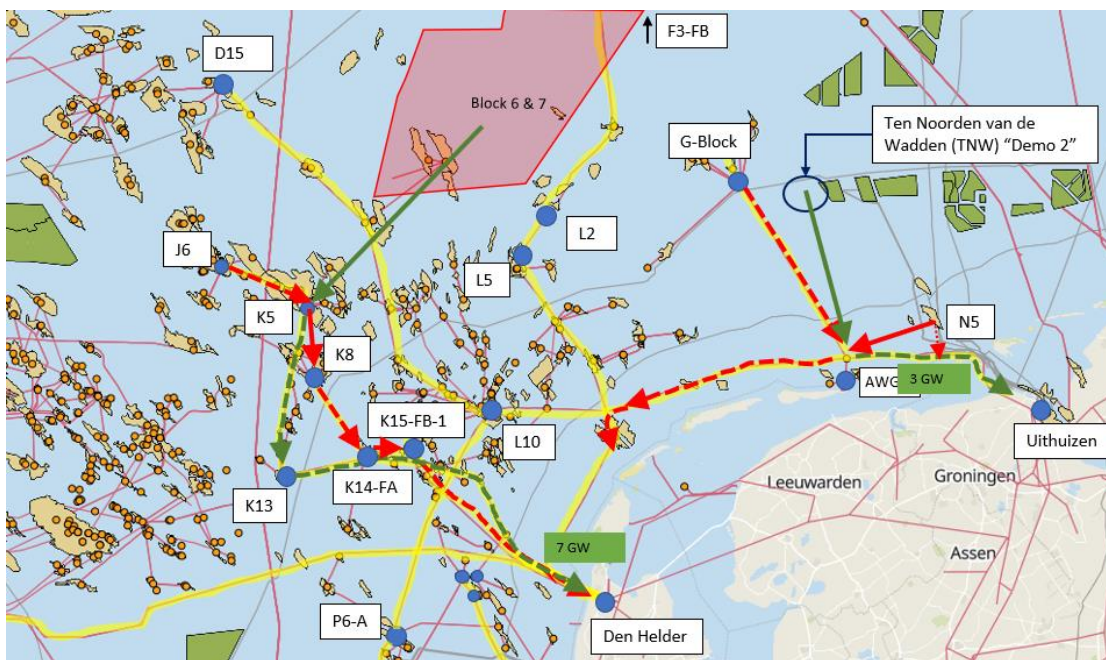 F3-FB
D15
Block 6 & 7
G-Block
Ten Noorden van de
Wadden (TNW) “Demo 2”
L2
J6
L5
K5
N5
K8
AWG
3 GW
K15-FB-1
L10
Uithuizen
Groningen
Leeuwarden
K14-FA
K13
7 GW
Assen
P6-A
Den Helder